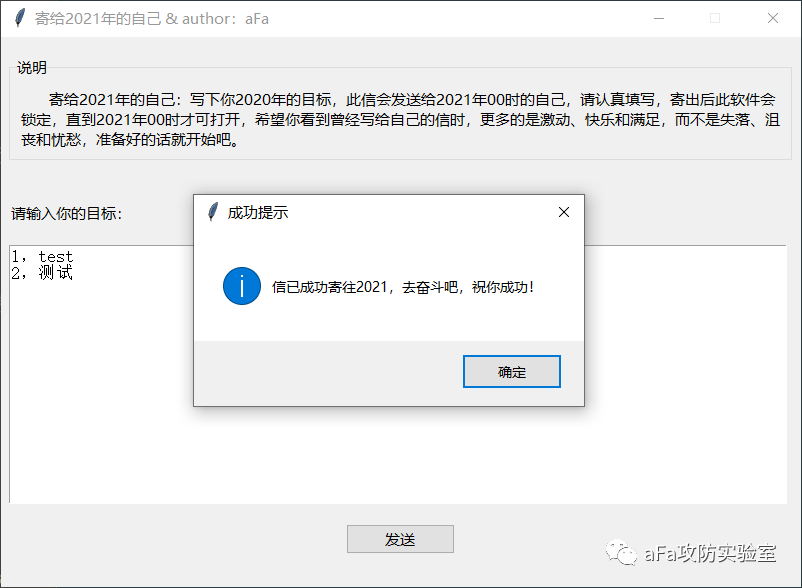 寄给2021年的自己 & author：aFa
说明
寄给2021年的自己：写下你2020年的目标，此信会发送给2021年00时的自己，请认真填写，寄出后此软件会
锁定，直到2021年00时才可打开，希望你看到曾经写给自己的信时，更多的是激动、快乐和满足，而不是失落、沮
丧和忧愁，准备好的话就开始吧。
请输入你的目标：
成功提示
1，test
2，测试
信已成功寄往2021，去奋斗吧，祝你成功！
确定
发送
aFa攻防实验室